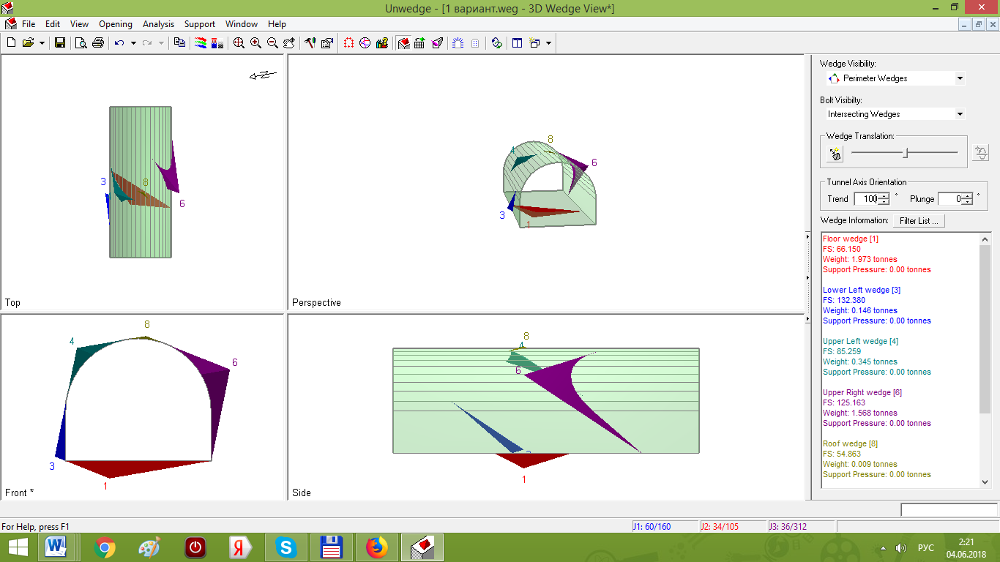 Unwedge - [1 вариант.weg - 3D Wedge View*]
File Edit View Opening Analysis Support Window Help
3
8
6
Top
8
4
6
3
1
Perspective
Wedge Visibility:
Perimeter Wedges
Bolt Visibilty:
Intersecting Wedges
Wedge Translation:
Tunnel Axis Orientation
Trend 100 ° Plunge 0 °
Wedge Information: Filter List ...
Floor wedge [1]
FS: 66.150
Weight: 1.973 tonnes
Support Pressure: 0.00 tonnes
Lower Left wedge [3]
FS: 132.380
Weight: 0.146 tonnes
Support Pressure: 0.00 tonnes
Upper Left wedge [4]
FS: 85.259
Weight: 0.345 tonnes
Support Pressure: 0.00 tonnes
Upper Right wedge [6]
FS: 125.163
Weight: 1.568 tonnes
Support Pressure: 0.00 tonnes
Roof wedge [8]
FS: 54.863
Weight: 0.009 tonnes
Support Pressure: 0.00 tonnes
8
4
6
3
1
Front *
8
4
6
1
Side
For Help, press F1
J1: 60/160 J2: 34/105 J3: 36/312
W Я S РУС
2:21
04.06.2018